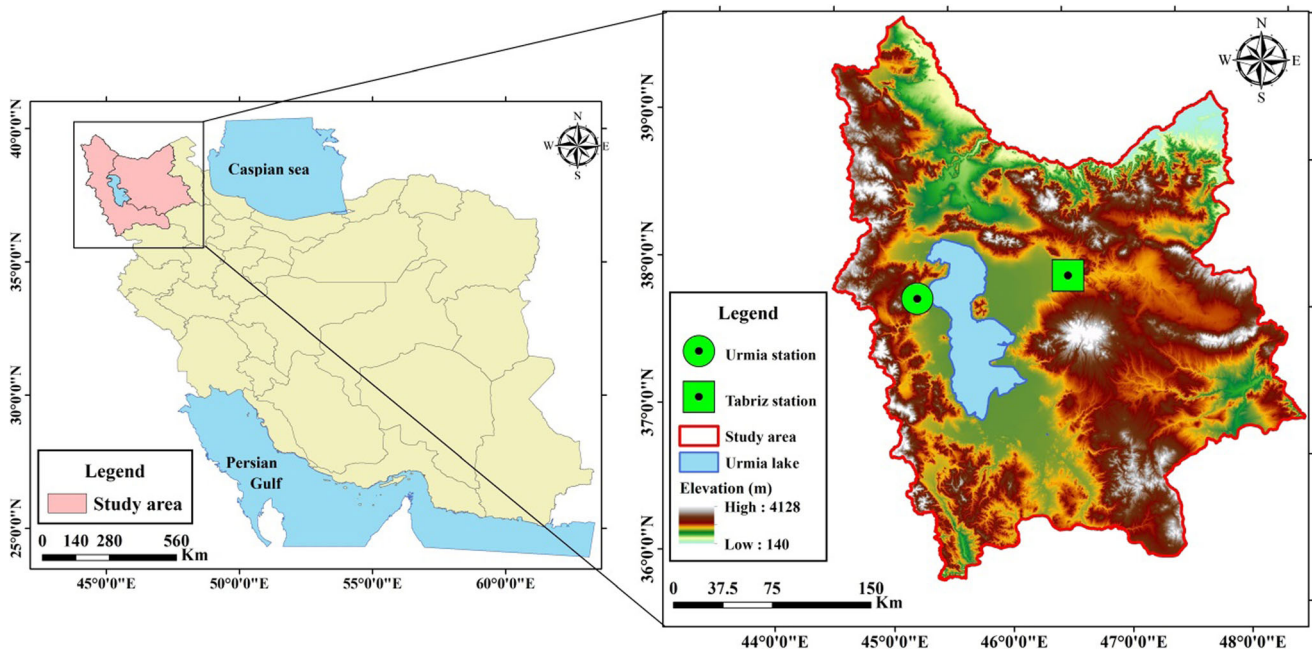 N
W
E
S
Caspian sea
Persian
Gulf
Legend
Study area
0 140 280 560
Km
40°0'0"N
35°0'0"N
30°0'0"N
25°0'0"N
45°0'0"E
50°0'0"E
55°0'0"E
60°0'0"E
N
W
E
S
39°0'0"N
38°0'0"N
37°0'0"N
36°0'0"N
Legend
Urmia station
Tabriz station
Study area
Urmia lake
Elevation (m)
High : 4128
Low : 140
0 37.5 75 150
Km
44°0'0"E
45°0'0"E
46°0'0"E
47°0'0"E
48°0'0"E